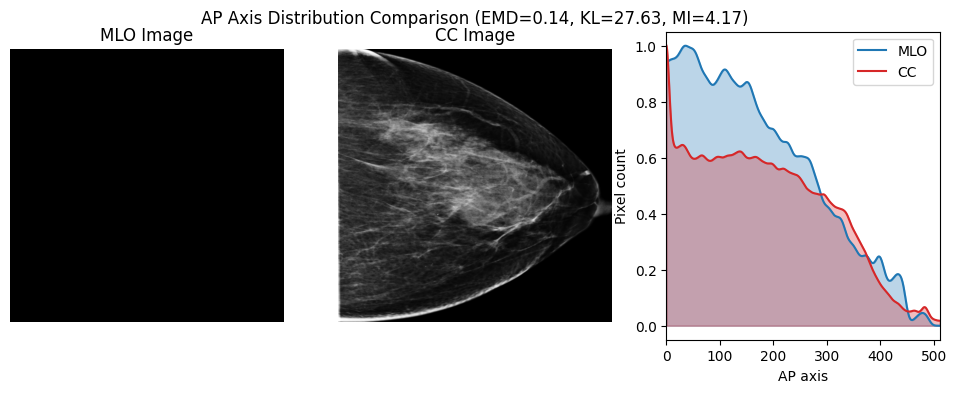 AP Axis Distribution Comparison (EMD=0.14, KL=27.63, MI=4.17)
MLO Image
CC Image
MLO
CC
Pixel count
1.0
0.8
0.6
0.4
0.2
0.0
0 100 200 300 400 500
AP axis